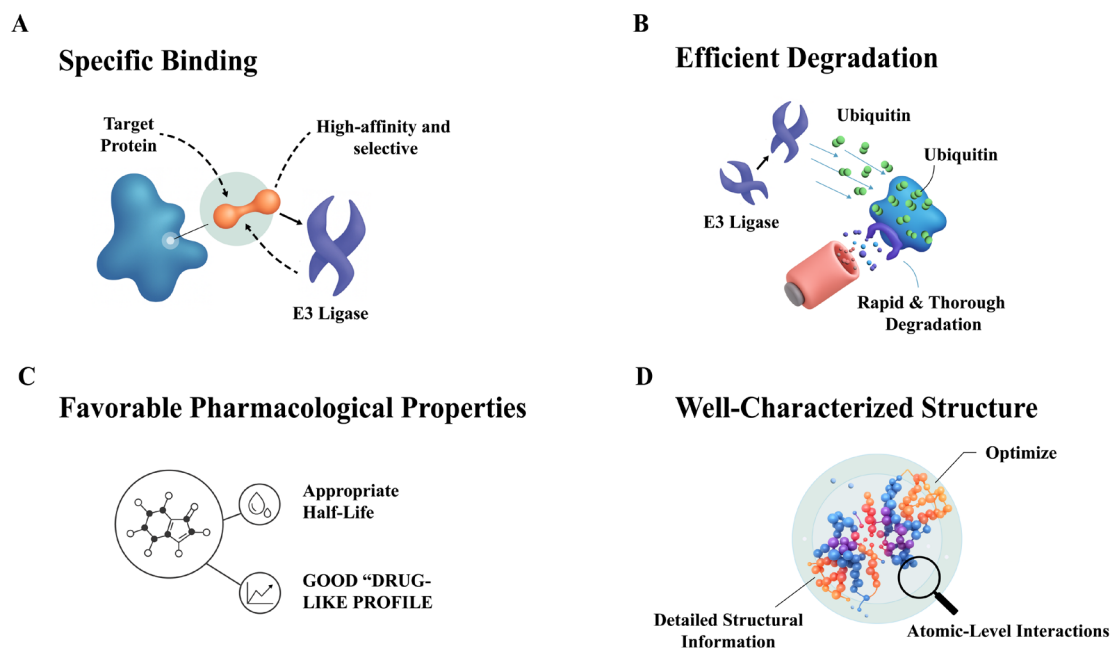 A
Specific Binding
Target
Protein
High-affinity and
selective
E3 Ligase
B
Efficient Degradation
Ubiquitin
Ubiquitin
E3 Ligase
Rapid & Thorough
Degradation
C
Favorable Pharmacological Properties
Appropriate
Half-Life
GOOD “DRUG-
LIKE PROFILE
D
Well-Characterized Structure
Optimize
Detailed Structural
Information
Atomic-Level Interactions